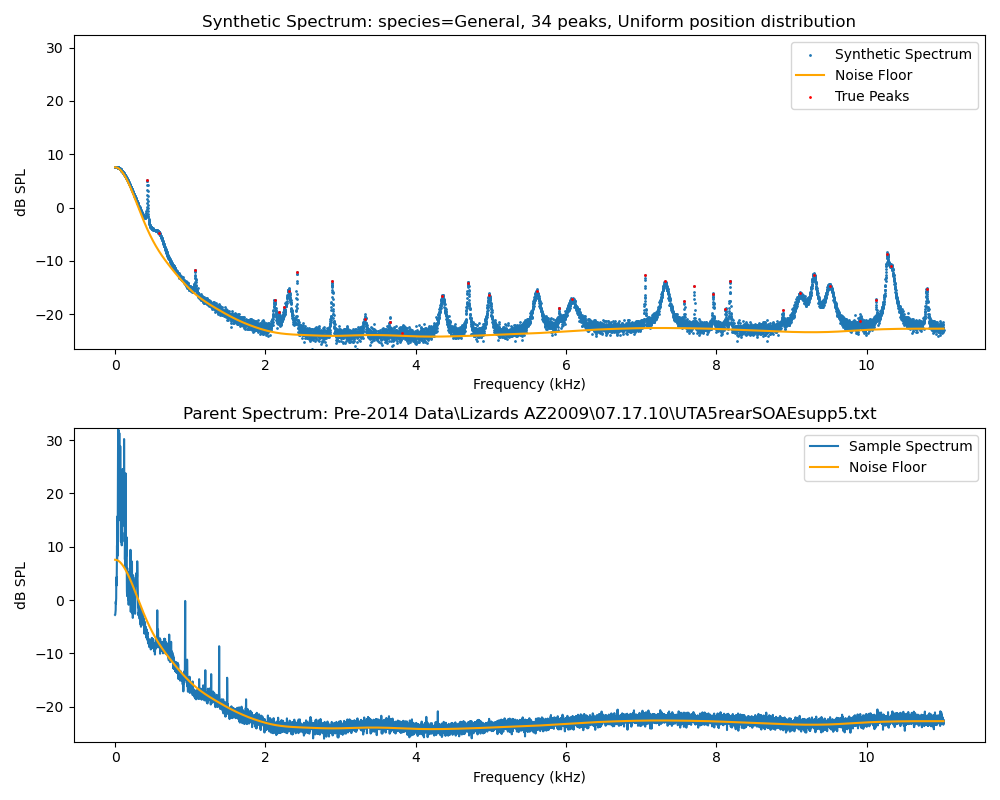 Synthetic Spectrum: species=General, 34 peaks, Uniform position distribution
30
20
10
0
−10
−20
dB SPL
Synthetic Spectrum
Noise Floor
True Peaks
0
2
4
6
8
10
Frequency (kHz)
Parent Spectrum: Pre-2014 Data\Lizards AZ2009\07.17.10\UTA5rearSOAEsupp5.txt
30
20
10
0
−10
−20
dB SPL
Sample Spectrum
Noise Floor
0
2
4
6
8
10
Frequency (kHz)